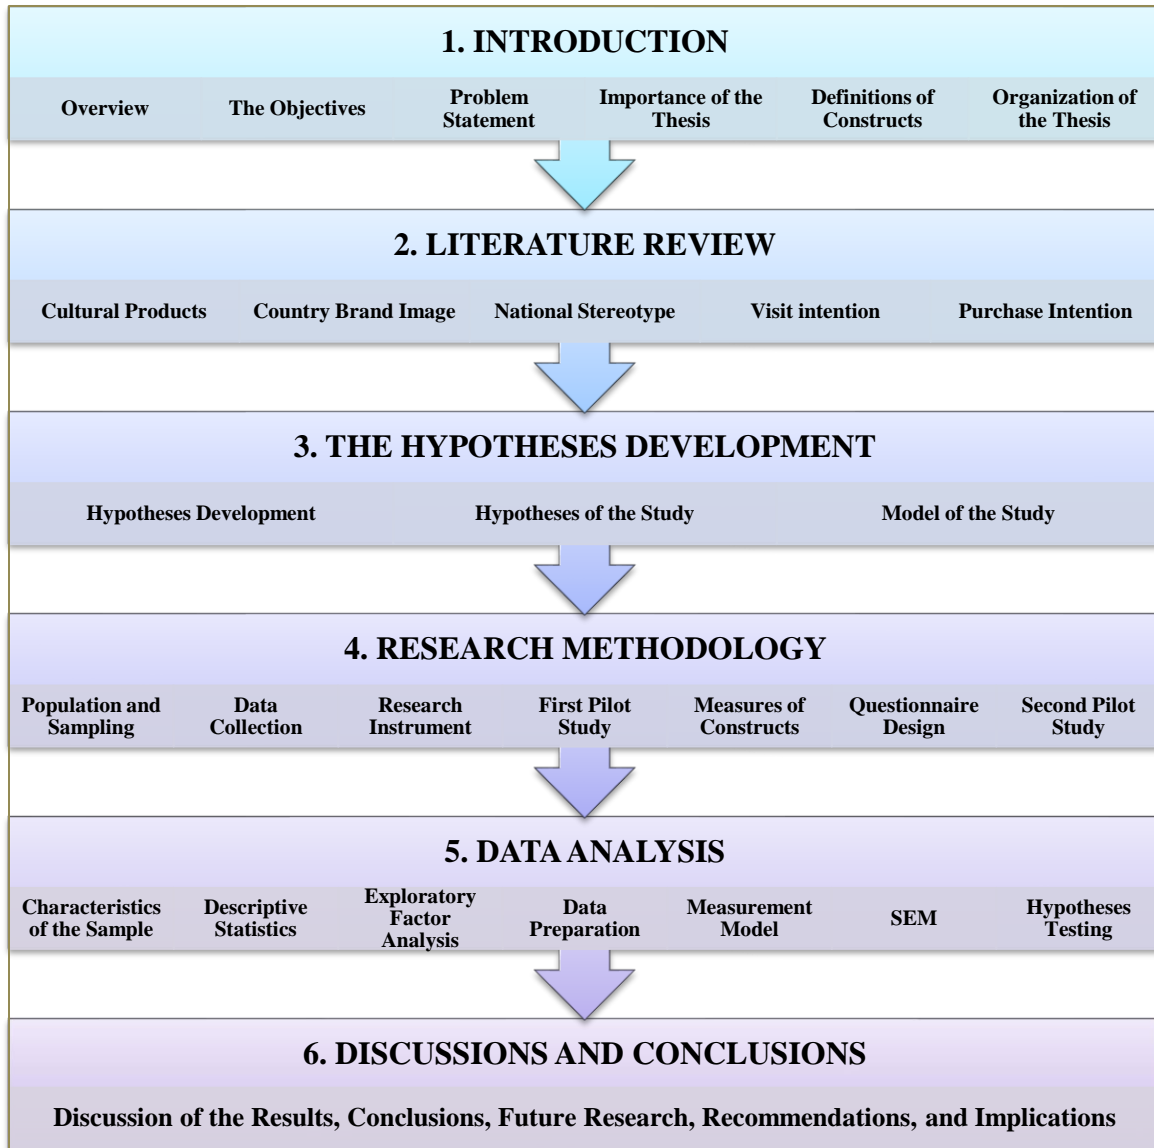 1. INTRODUCTION
Overview
The Objectives
Problem
Statement
Importance of the
Thesis
Definitions of
Constructs
Organization of
the Thesis
2. LITERATURE REVIEW
Cultural Products
Country Brand Image
National Stereotype
Visit intention
Purchase Intention
3. THE HYPOTHESES DEVELOPMENT
Hypotheses Development
Hypotheses of the Study
Model of the Study
4. RESEARCH METHODOLOGY
Population and
Sampling
Data
Collection
Research
Instrument
First Pilot
Study
Measures of
Constructs
Questionnaire
Design
Second Pilot
Study
5. DATA ANALYSIS
Characteristics
of the Sample
Descriptive
Statistics
Exploratory
Factor
Analysis
Data
Preparation
Measurement
Model
SEM
Hypotheses
Testing
6. DISCUSSIONS AND CONCLUSIONS
Discussion of the Results, Conclusions, Future Research, Recommendations, and Implications